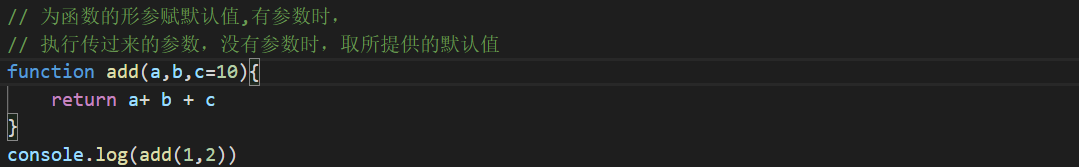 // 为函数的形参赋默认值,有参数时，
// 执行传过来的参数，没有参数时，取所提供的默认值
function add(a,b,c=10){
    return a+ b + c
}
console.log(add(1,2))